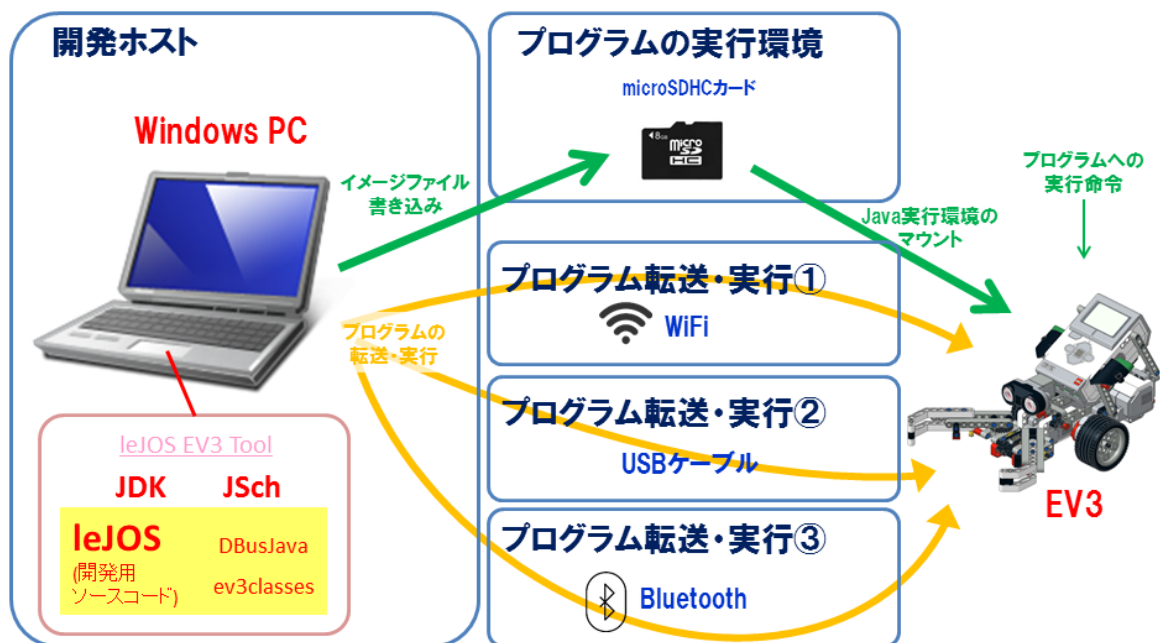 開発ホスト
Windows PC
leJOS EV3 Tool
JDK JSch
leJOS
(開発用
ソースコード)
DBusJava
ev3classes
イメージファイル
書き込み
プログラムの
転送・実行
プログラムの実行環境
microSDHCカード
8GB
micro
SD
HC
Java実行環境の
マウント
プログラム転送・実行①
WiFi
プログラム転送・実行②
USBケーブル
プログラム転送・実行③
Bluetooth
プログラムへの
実行命令
EV3